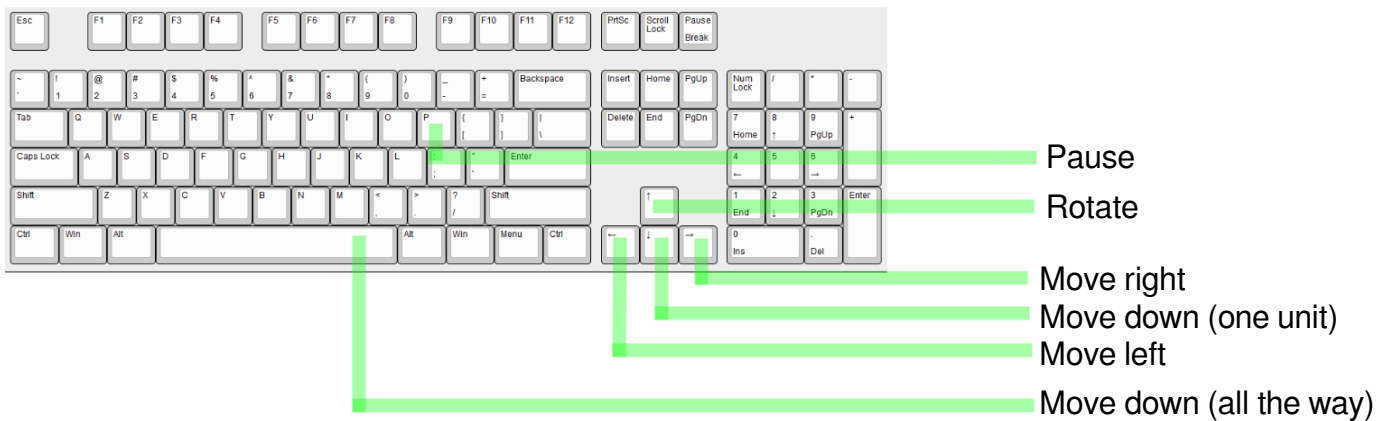 Esc F1 F2 F3 F4 F5 F6 F7 F8 F9 F10 F11 F12 PrtSc Scroll Lock Pause Break
~ ` ! 1 @ 2 # 3 $ 4 % 5 ^ 6 & 7 * 8 ( 9 ) 0 _ - + = Backspace Insert Home PgUp Num Lock / * -
Tab Q W E R T Y U I O P { [ } ] | \ Delete End PgDn 7 Home 8 ↑ 9 PgUp +
Caps Lock A S D F G H J K L : ; " ' Enter 4 ← 5 6 →
Pause
Shift Z X C V B N M < , > . ? / Shift ↑ 1 End 2 ↓ 3 PgDn Enter
Rotate
Ctrl Win Alt Alt Win Menu Ctrl ← ↓ → 0 Ins . Del
Move right
Move down (one unit)
Move left
Move down (all the way)